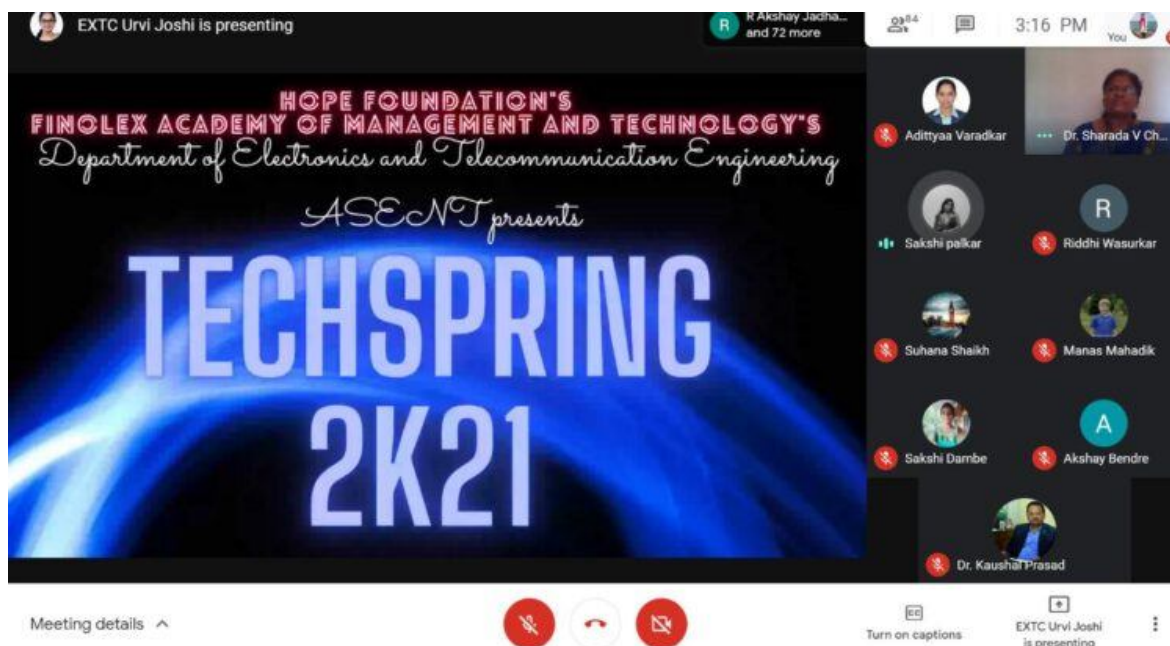 EXTC Urvi Joshi is presenting
R
R Akshay Jadha...
and 72 more
84
3:16 PM
You
HOPE FOUNDATION'S
FINOLEX ACADEMY OF MANAGEMENT AND TECHNOLOGY'S
Department of Electronics and Telecommunication Engineering
ASENT presents
TECHSPRING
2K21
Adittyaa Varadkar
Dr. Sharada V Ch...
Sakshi palkar
R
Riddhi Wasurkar
Suhana Shaikh
Manas Mahadik
Sakshi Dambe
A
Akshay Bendre
Dr. Kaushal Prasad
Meeting details
CC
Turn on captions
EXTC Urvi Joshi
is presenting